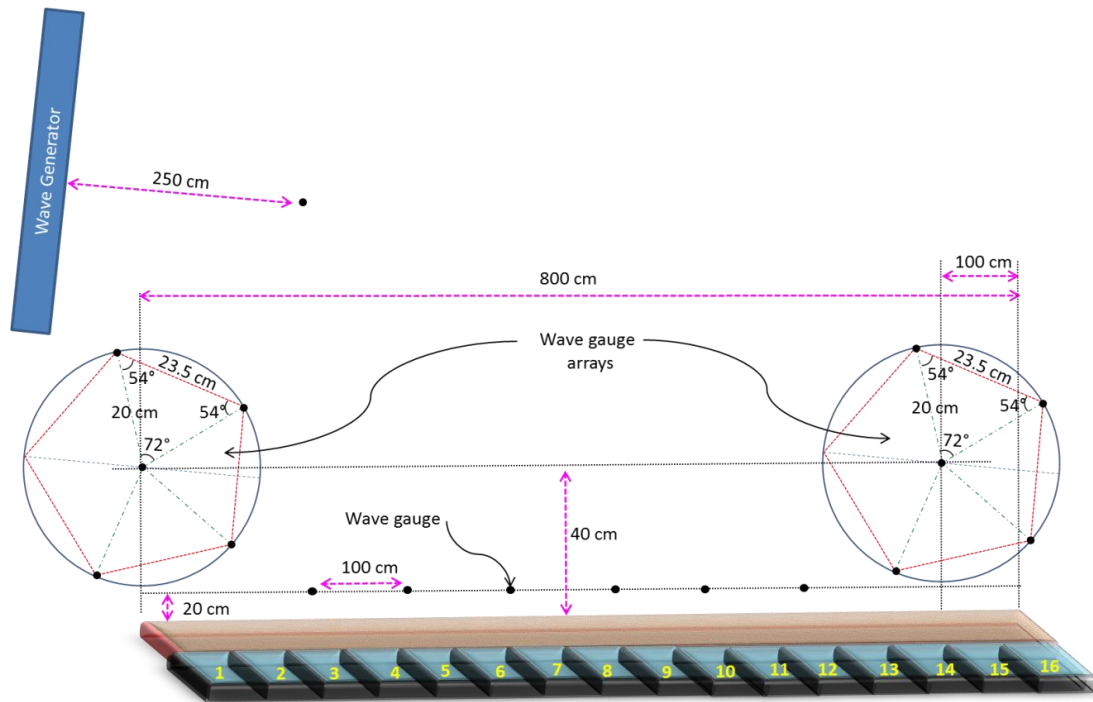 Wave Generator
250 cm
100 cm
800 cm
Wave gauge
arrays
23.5 cm
54°
54°
20 cm
72°
23.5 cm
54°
54°
20 cm
72°
Wave gauge
40 cm
100 cm
20 cm
1 2 3 4 5 6 7 8 9 10 11 12 13 14 15 16